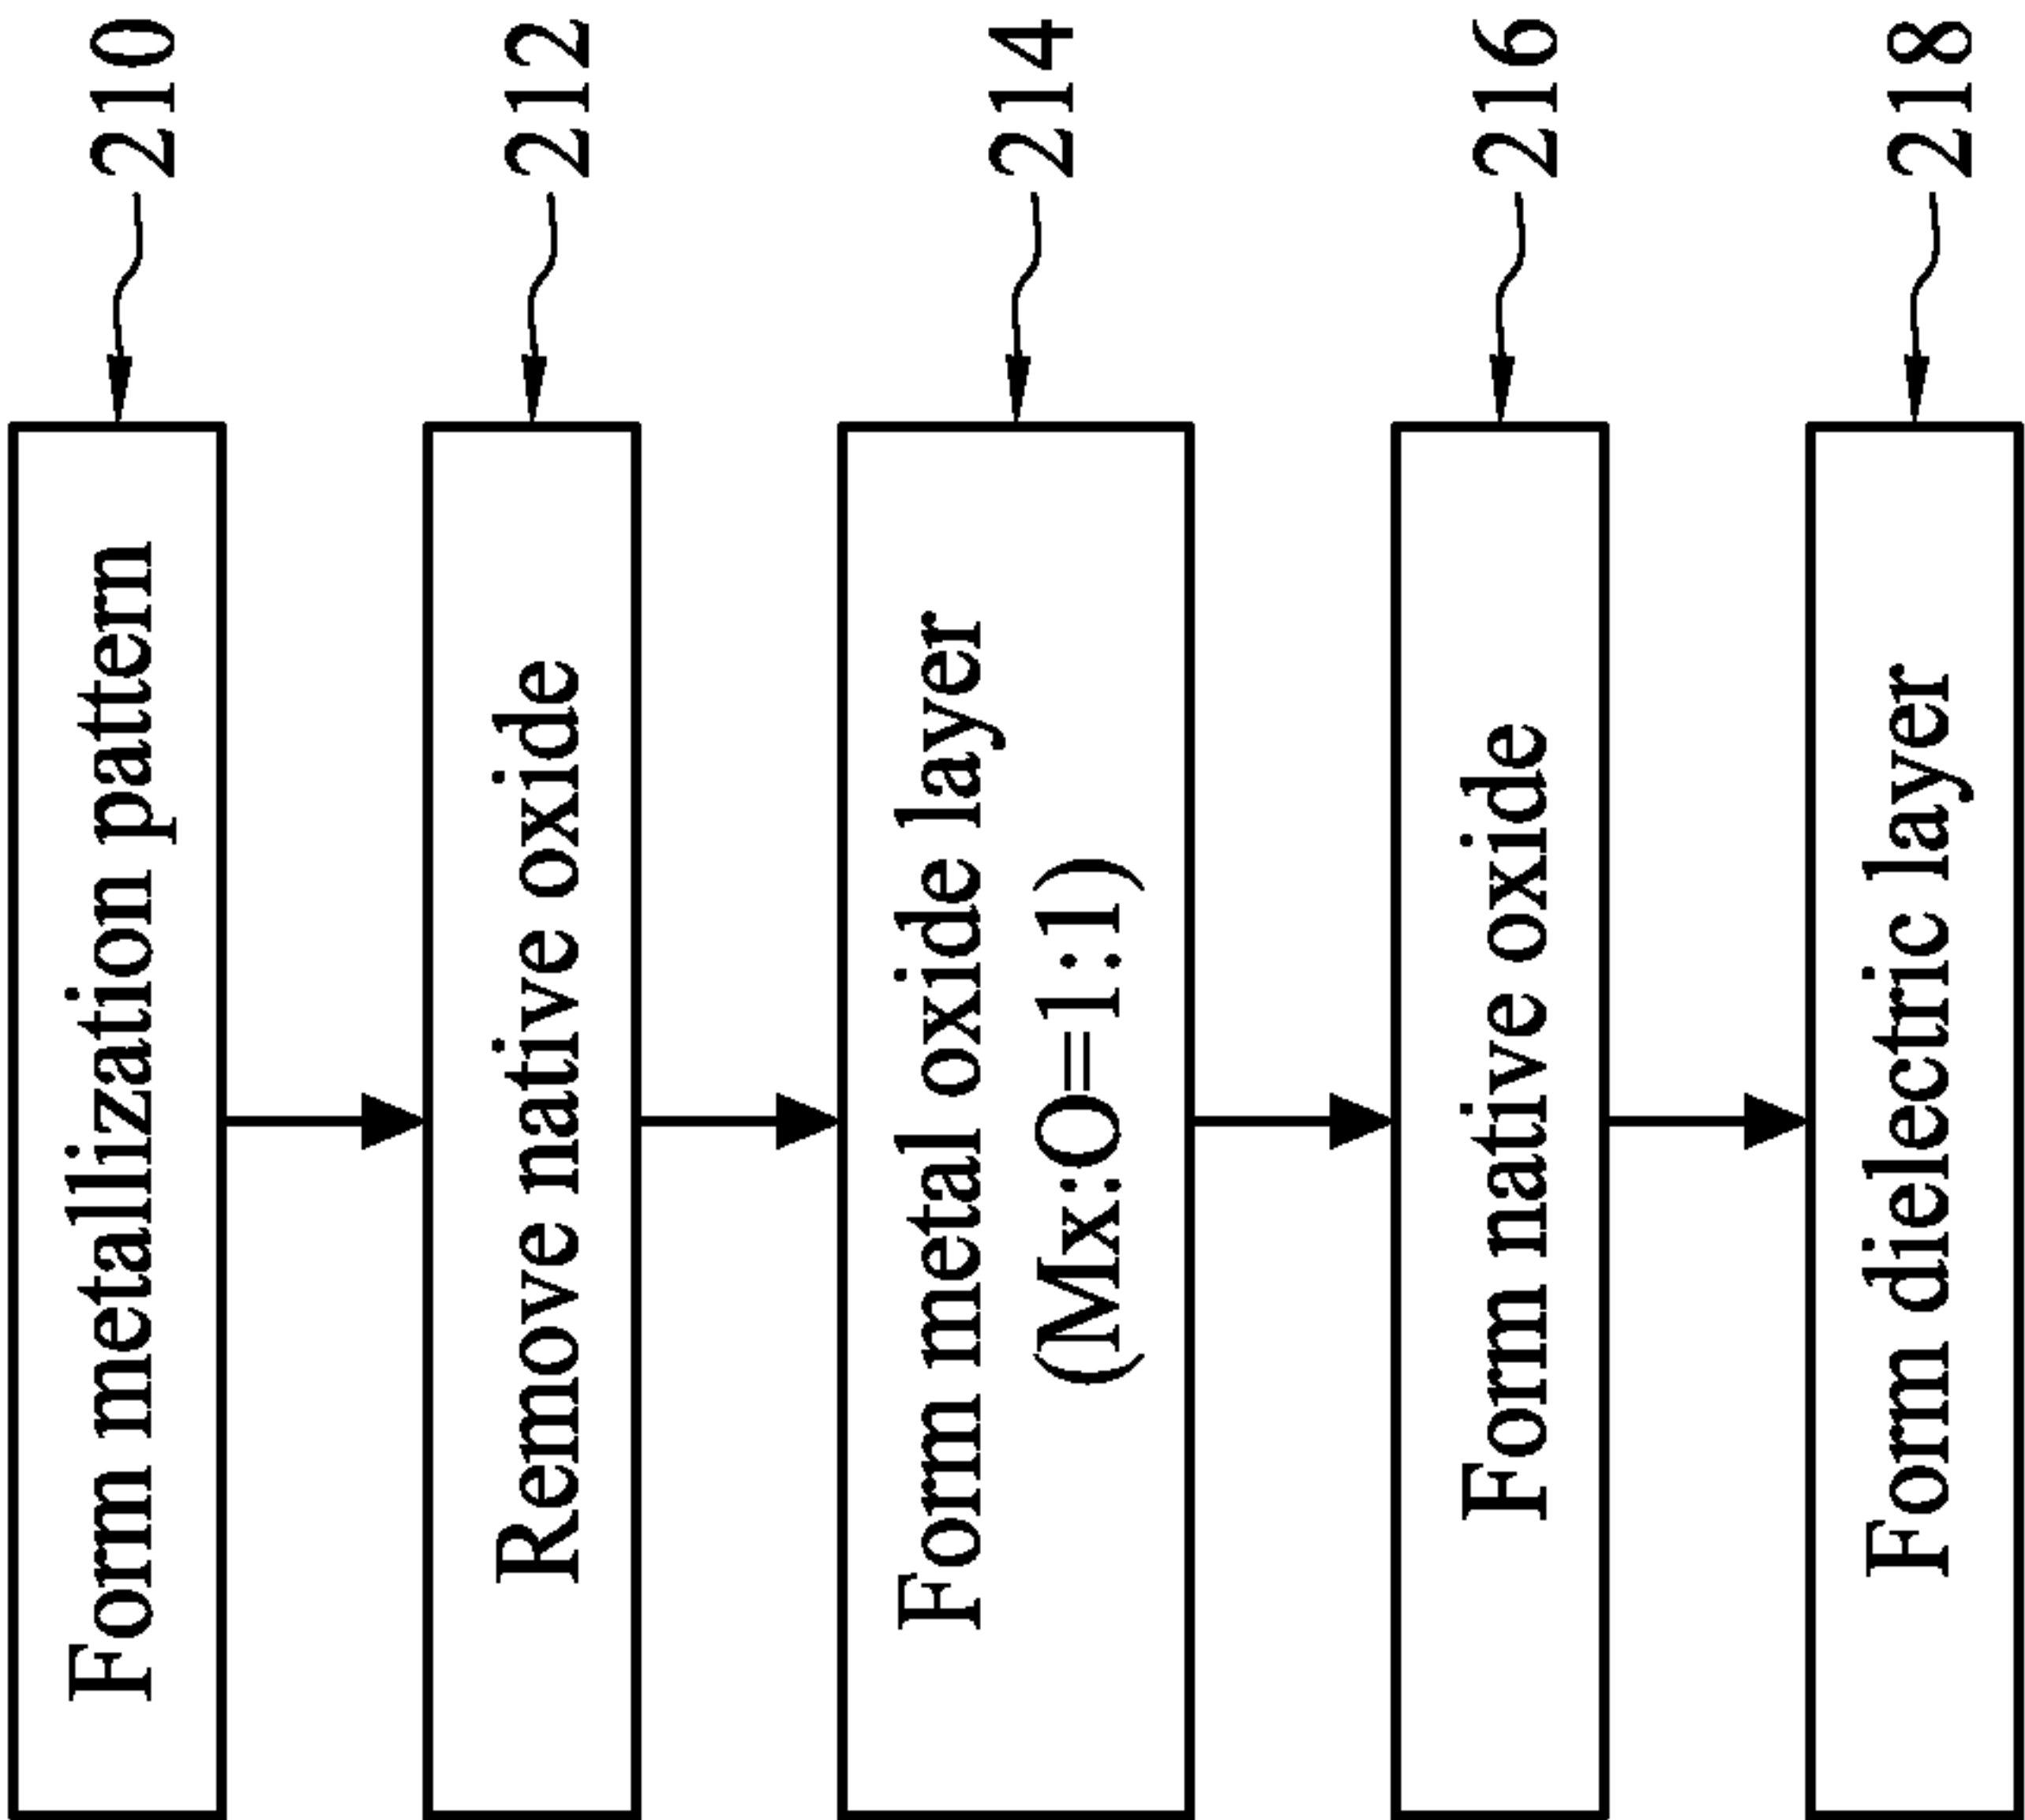 Form metallization pattern
210
Remove native oxide
212
Form metal oxide layer
(Mx:O=1:1)
214
Form native oxide
216
Form dielectric layer
218